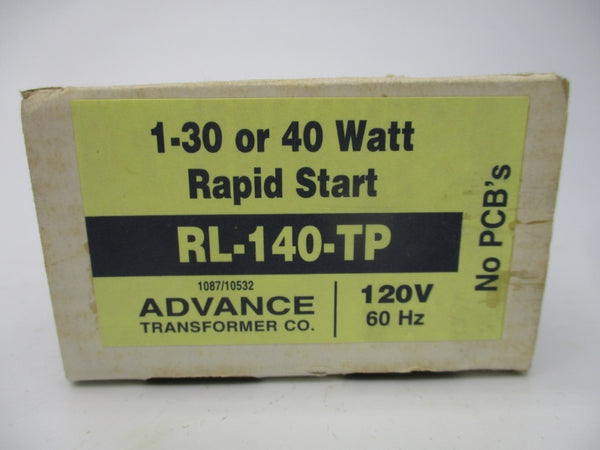 1-30 or 40 Watt
Rapid Start
RL-140-TP
1087/10532
ADVANCE
TRANSFORMER CO.
120V
60 Hz
No PCB's